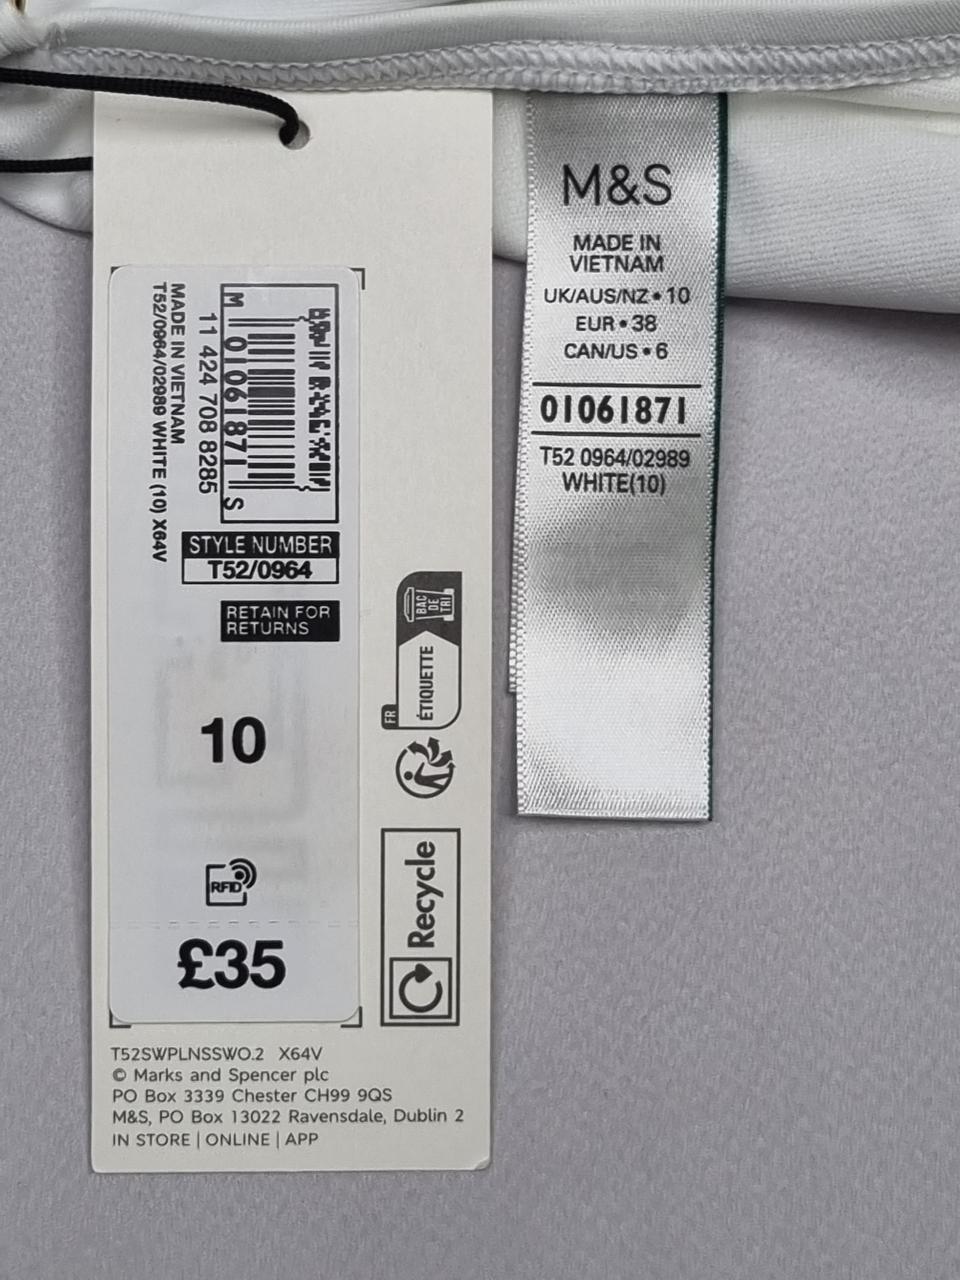 M 01061871 S
11 424 708 8285
MADE IN VIETNAM
T52/0964/02989 WHITE (10) X64V
STYLE NUMBER
T52/0964
RETAIN FOR
RETURNS
10
RFID
£35
BAC
DE
TRI
ÉTIQUETTE
FR
Recycle
T52SWPLNSSWO.2 X64V
© Marks and Spencer plc
PO Box 3339 Chester CH99 9QS
M&S, PO Box 13022 Ravensdale, Dublin 2
IN STORE | ONLINE | APP
M&S
MADE IN
VIETNAM
UK/AUS/NZ • 10
EUR • 38
CAN/US • 6
01061871
T52 0964/02989
WHITE(10)